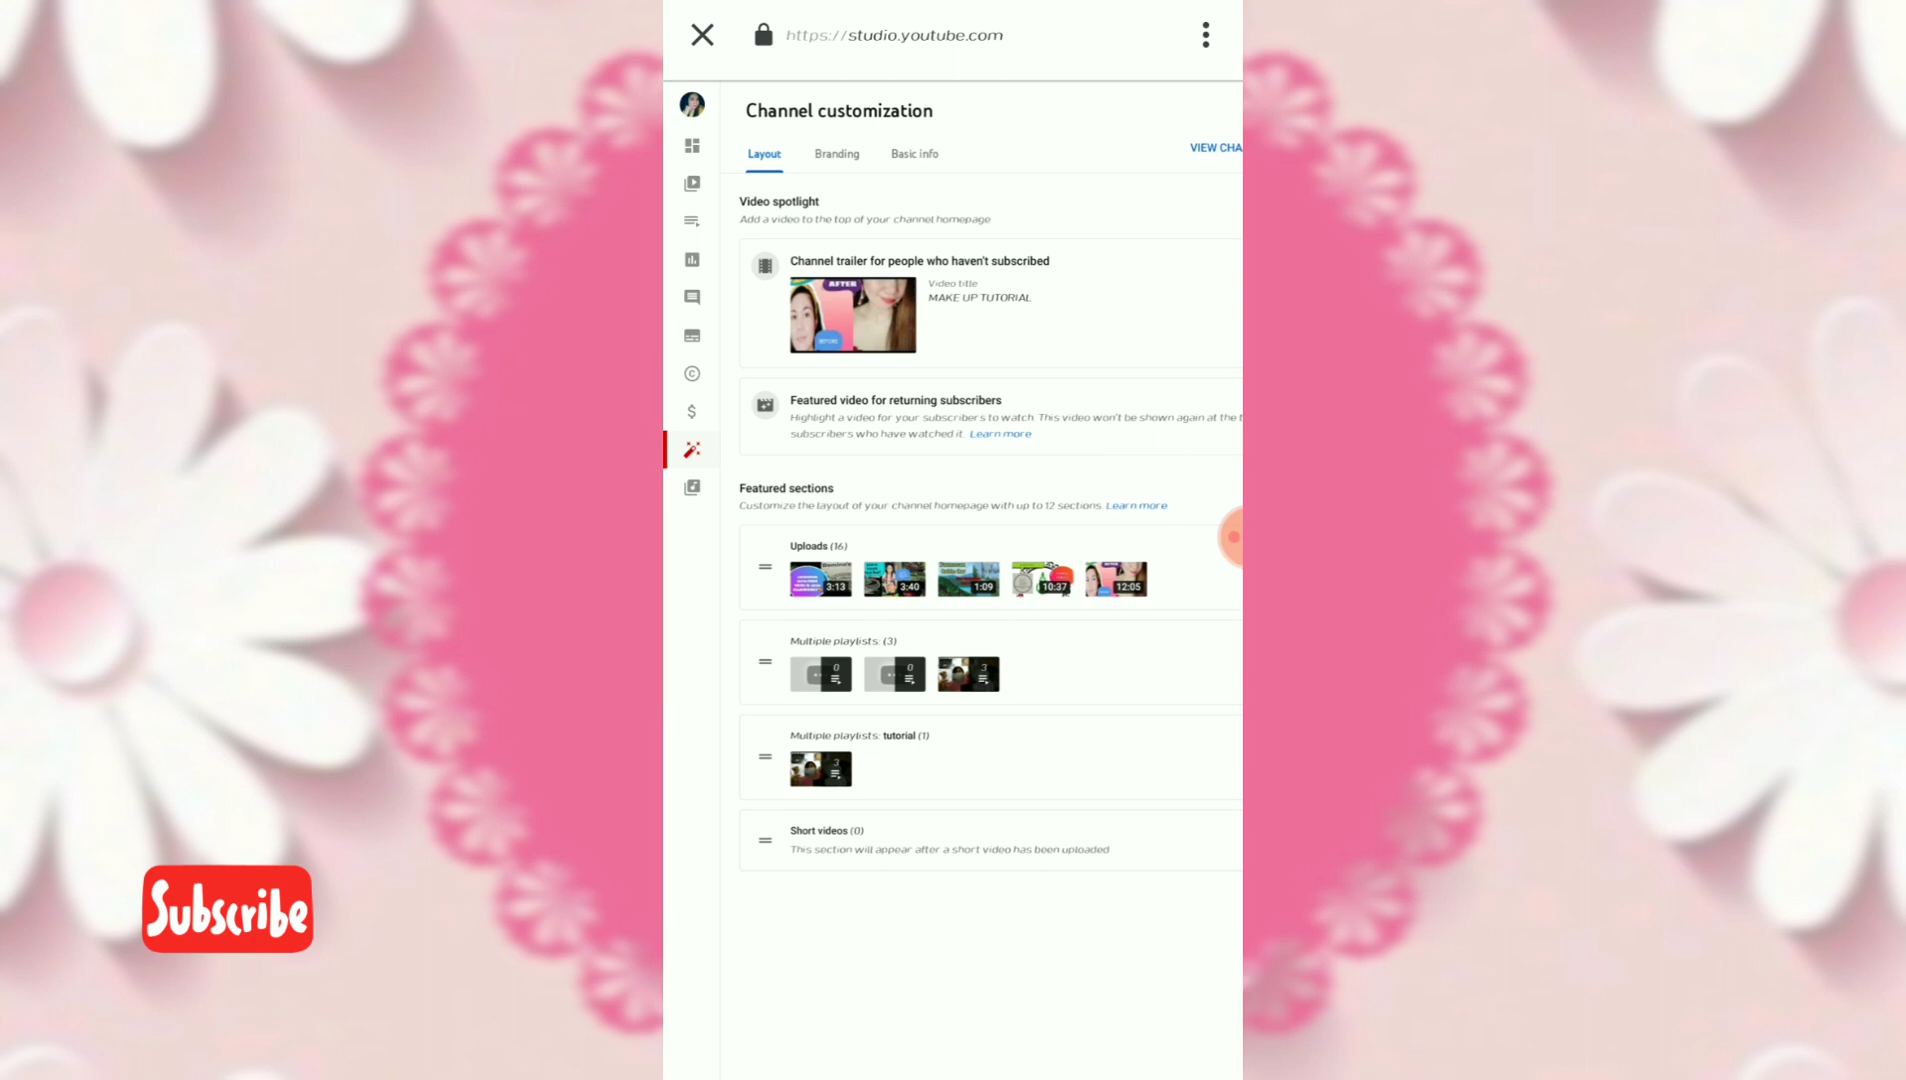 https://studio.youtube.com
Channel customization
Layout
Branding
Basic info
VIEW CHA
Video spotlight
Add a video to the top of your channel homepage
Channel trailer for people who haven't subscribed
AFTER
BEFORE
Video title
MAKE UP TUTORIAL
Featured video for returning subscribers
Highlight a video for your subscribers to watch. This video won't be shown again at the t
subscribers who have watched it. Learn more
Featured sections
Customize the layout of your channel homepage with up to 12 sections. Learn more
Uploads (16)
3:13
3:40
1:09
10:37
12:05
Multiple playlists: (3)
0
0
3
Multiple playlists: tutorial (1)
3
Short videos (0)
This section will appear after a short video has been uploaded
Subscribe